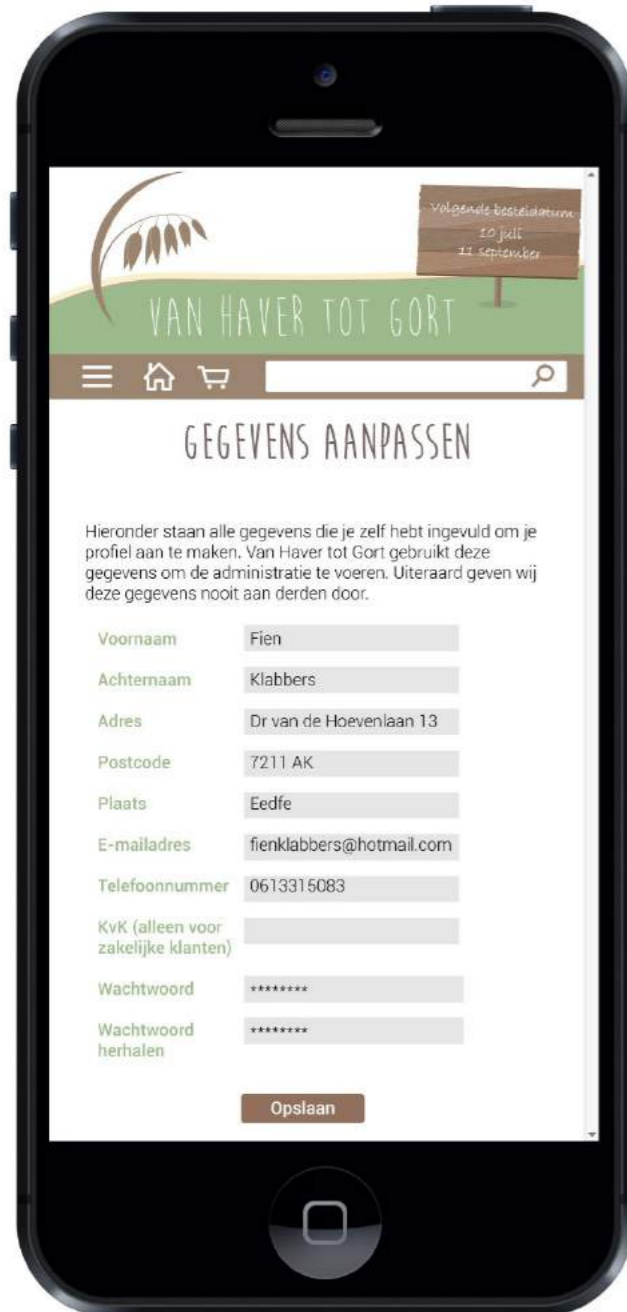 Volgende besteldatum
10 juli
11 september
VAN HAVER TOT GORT
GEGEVENS AANPASSEN
Hieronder staan alle gegevens die je zelf hebt ingevuld om je
profiel aan te maken. Van Haver tot Gort gebruikt deze
gegevens om de administratie te voeren. Uiteraard geven wij
deze gegevens nooit aan derden door.
Voornaam Fien
Achternaam Klabbers
Adres Dr van de Hoevenlaan 13
Postcode 7211 AK
Plaats Eedfe
E-mailadres fienklabbers@hotmail.com
Telefoonnummer 0613315083
KvK (alleen voor
zakelijke klanten)
Wachtwoord ********
Wachtwoord ********
herhalen
Opslaan